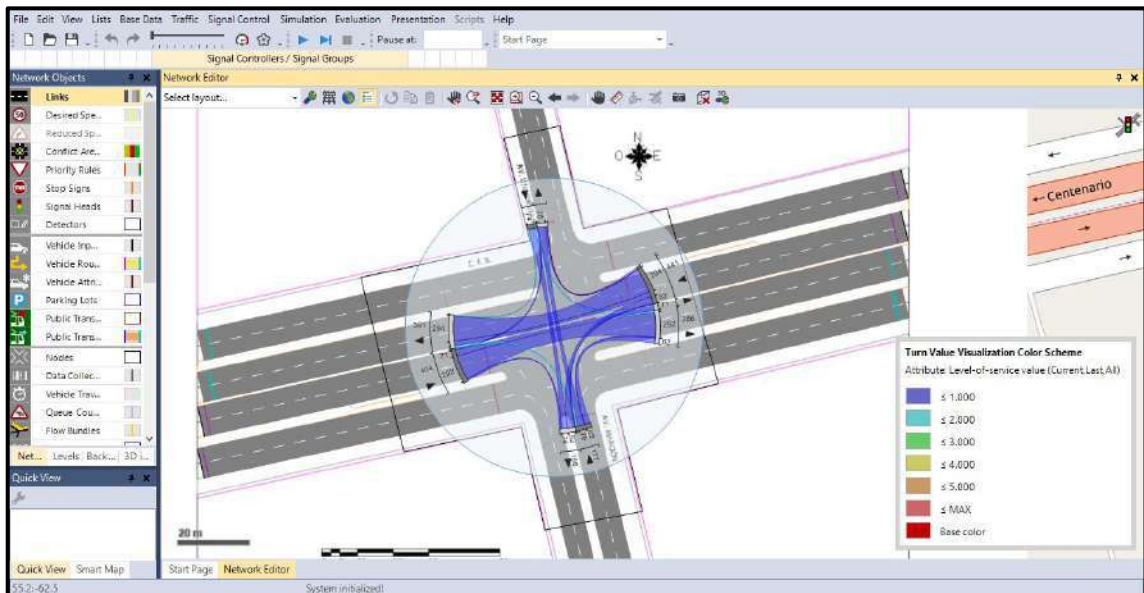 File Edit View Lists Base Data Traffic Signal Control Simulation Evaluation Presentation Scripts Help
Pause at: Start Page
Signal Controllers / Signal Groups
Network Objects
Network Editor
Select layout...
Links
Desired Spe...
Reduced Sp...
Conflict Are...
Priority Rules
Stop Signs
Signal Heads
Detectors
Vehicle Inp...
Vehicle Rou...
Vehicle Attri...
Parking Lots
Public Trans...
Public Trans...
Nodes
Data Collec...
Vehicle Trav...
Queue Cou...
Flow Bundles
Net... Levels Back... 3D i...
Quick View
Quick View Smart Map
N
O E
S
← Centenario
Turn Value Visualization Color Scheme
Attribute: Level-of-service value (Current,Last,All)
≤ 1.000
≤ 2.000
≤ 3.000
≤ 4.000
≤ 5.000
≤ MAX
Base color
20 m
Start Page Network Editor
55.2:-62.5 System initialized!